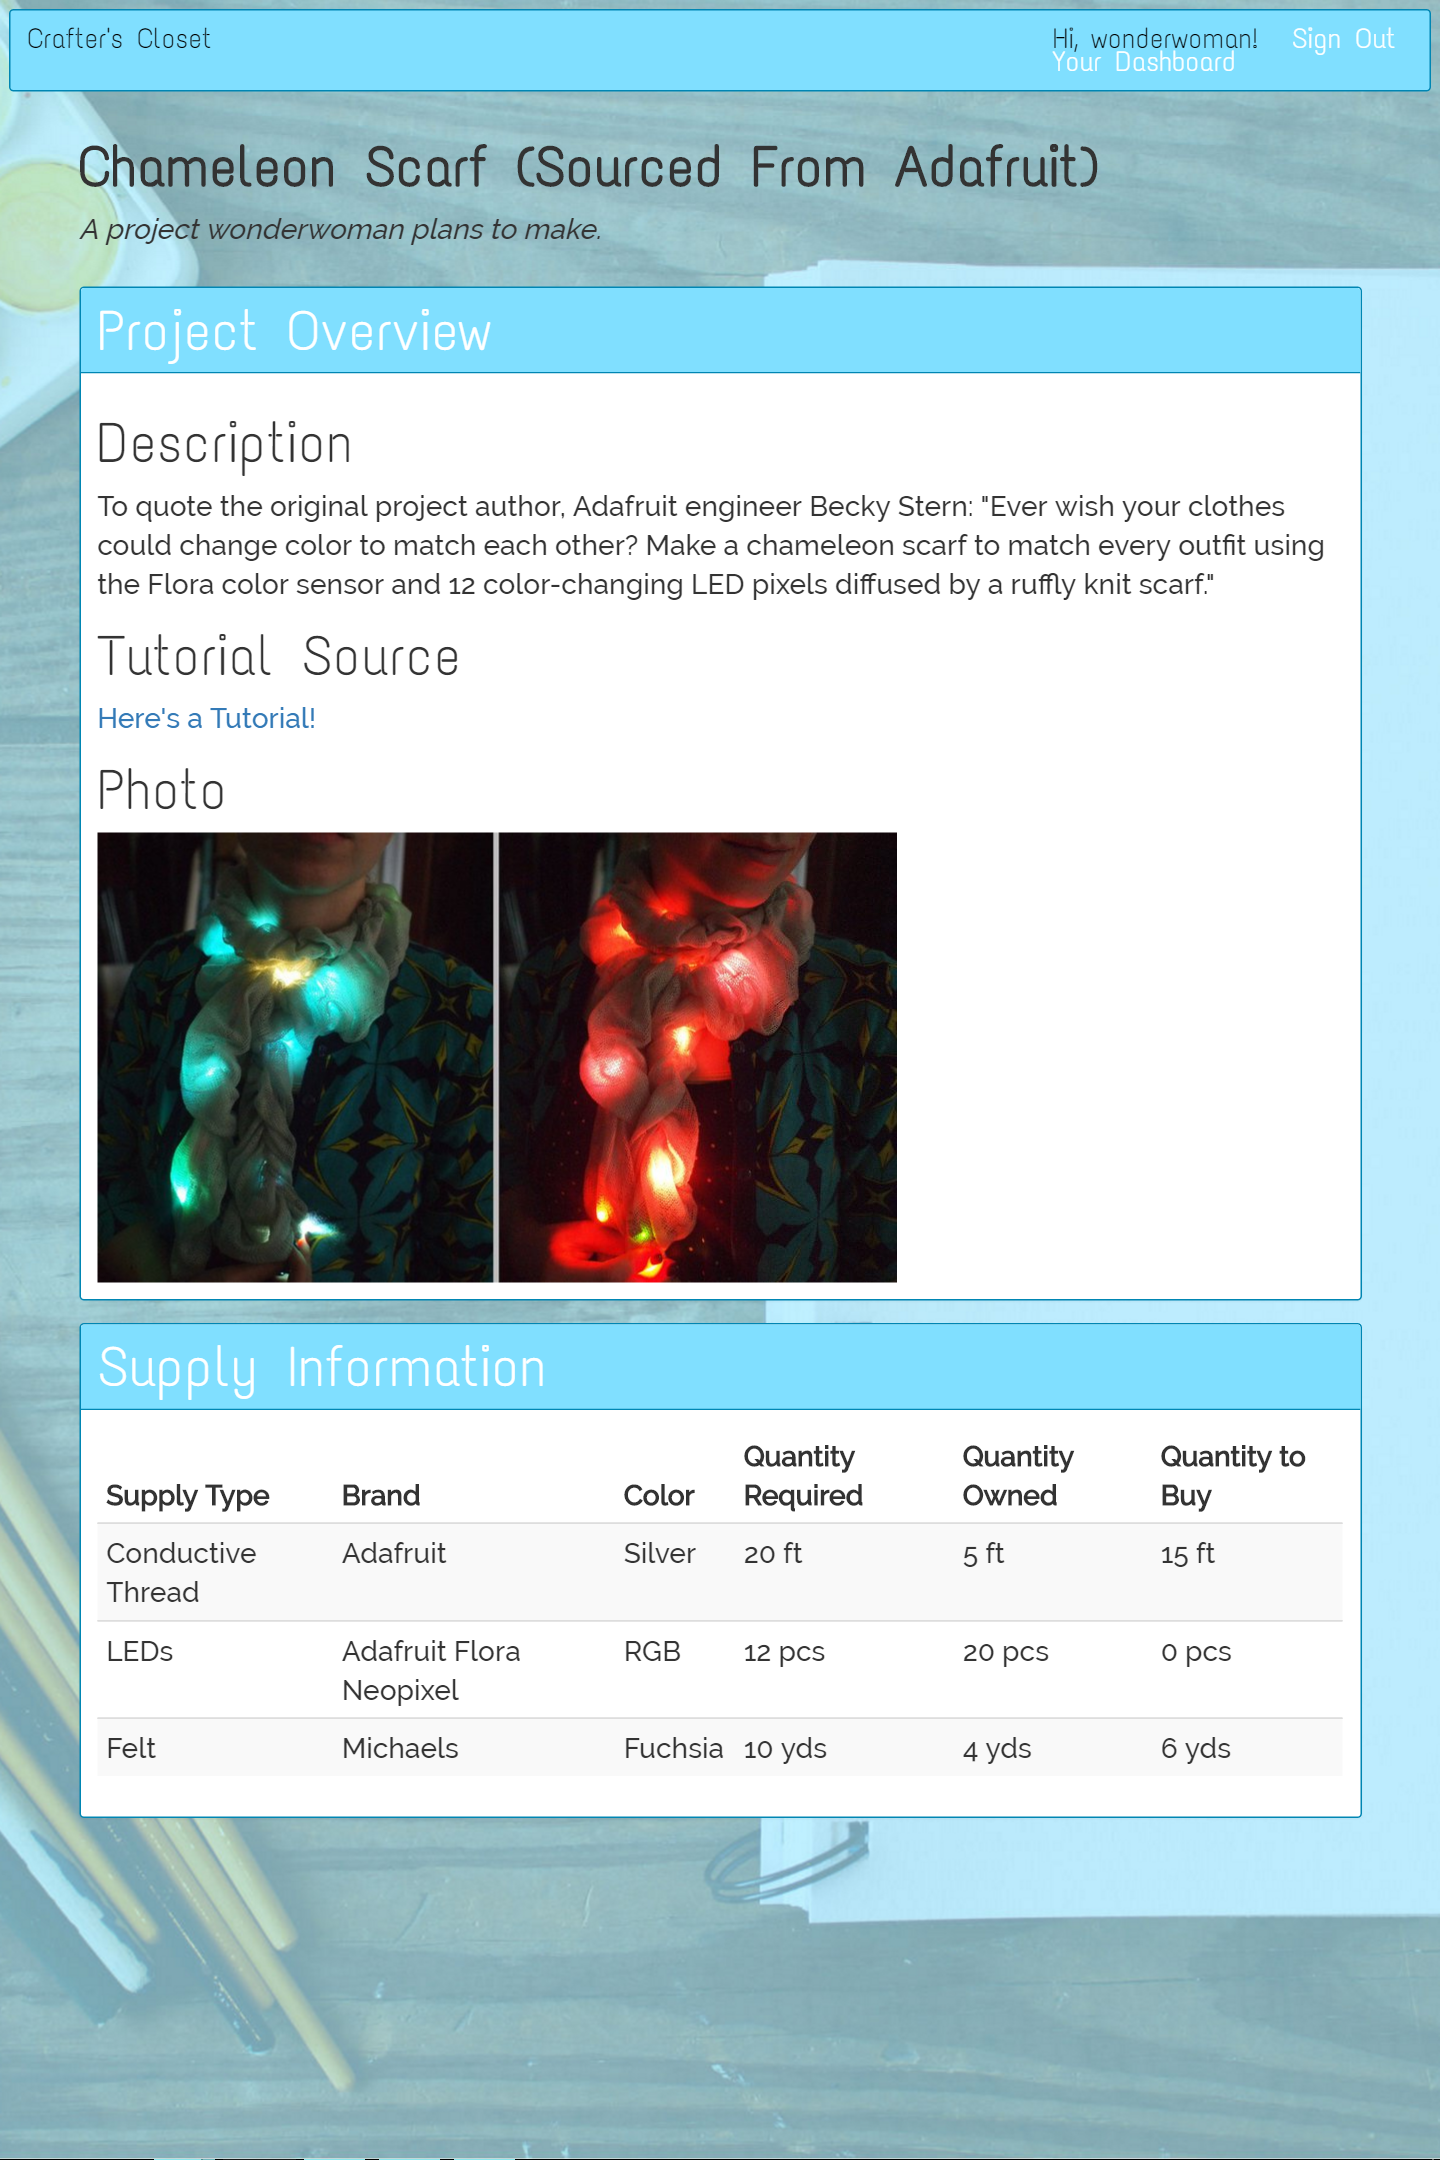 Crafter's Closet
Hi, wonderwoman! Sign Out
Your Dashboard
Chameleon Scarf (Sourced From Adafruit)
A project wonderwoman plans to make.
Project Overview
Description
To quote the original project author, Adafruit engineer Becky Stern: "Ever wish your clothes
could change color to match each other? Make a chameleon scarf to match every outfit using
the Flora color sensor and 12 color-changing LED pixels diffused by a ruffly knit scarf."
Tutorial Source
Here's a Tutorial!
Photo
Supply Information
Supply Type Brand Color Quantity Required Quantity Owned Quantity to Buy
Conductive Thread Adafruit Silver 20 ft 5 ft 15 ft
LEDs Adafruit Flora Neopixel RGB 12 pcs 20 pcs 0 pcs
Felt Michaels Fuchsia 10 yds 4 yds 6 yds